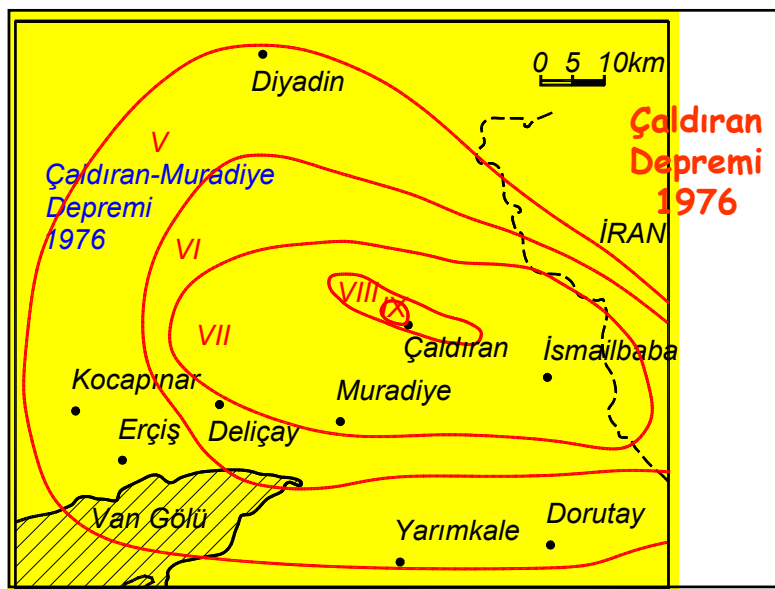 0 5 10km
Diyadin
Çaldıran
Depremi
1976
V
Çaldıran-Muradiye
Depremi
1976
İRAN
VI
VIII
IX
VII
Çaldıran
İsmailbaba
Kocapınar
Muradiye
Erçiş
Deliçay
Van Gölü
Yarımkale
Dorutay